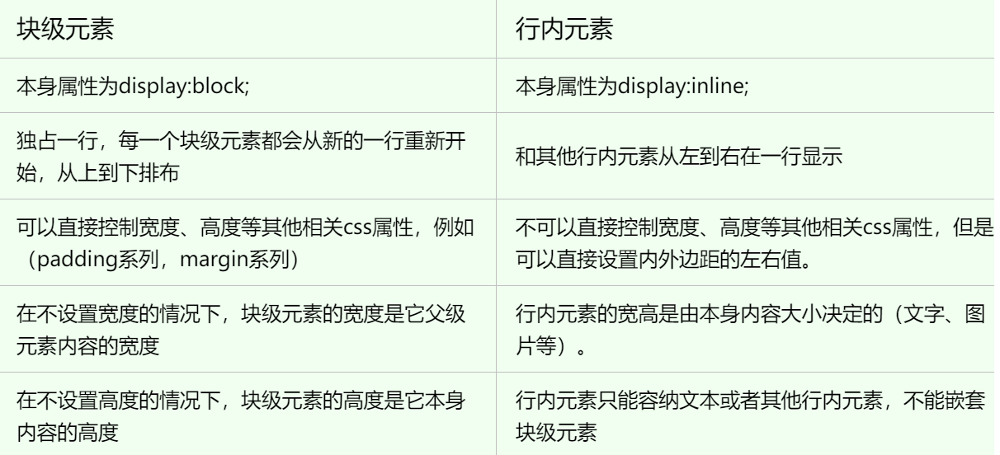 块级元素
行内元素
本身属性为display:block;
本身属性为display:inline;
独占一行，每一个块级元素都会从新的一行重新开
始，从上到下排布
和其他行内元素从左到右在一行显示
可以直接控制宽度、高度等其他相关css属性，例如
（padding系列，margin系列）
不可以直接控制宽度、高度等其他相关css属性，但是
可以直接设置内外边距的左右值。
在不设置宽度的情况下，块级元素的宽度是它父级
元素内容的宽度
行内元素的宽高是由本身内容大小决定的（文字、图
片等）。
在不设置高度的情况下，块级元素的高度是它本身
内容的高度
行内元素只能容纳文本或者其他行内元素，不能嵌套
块级元素